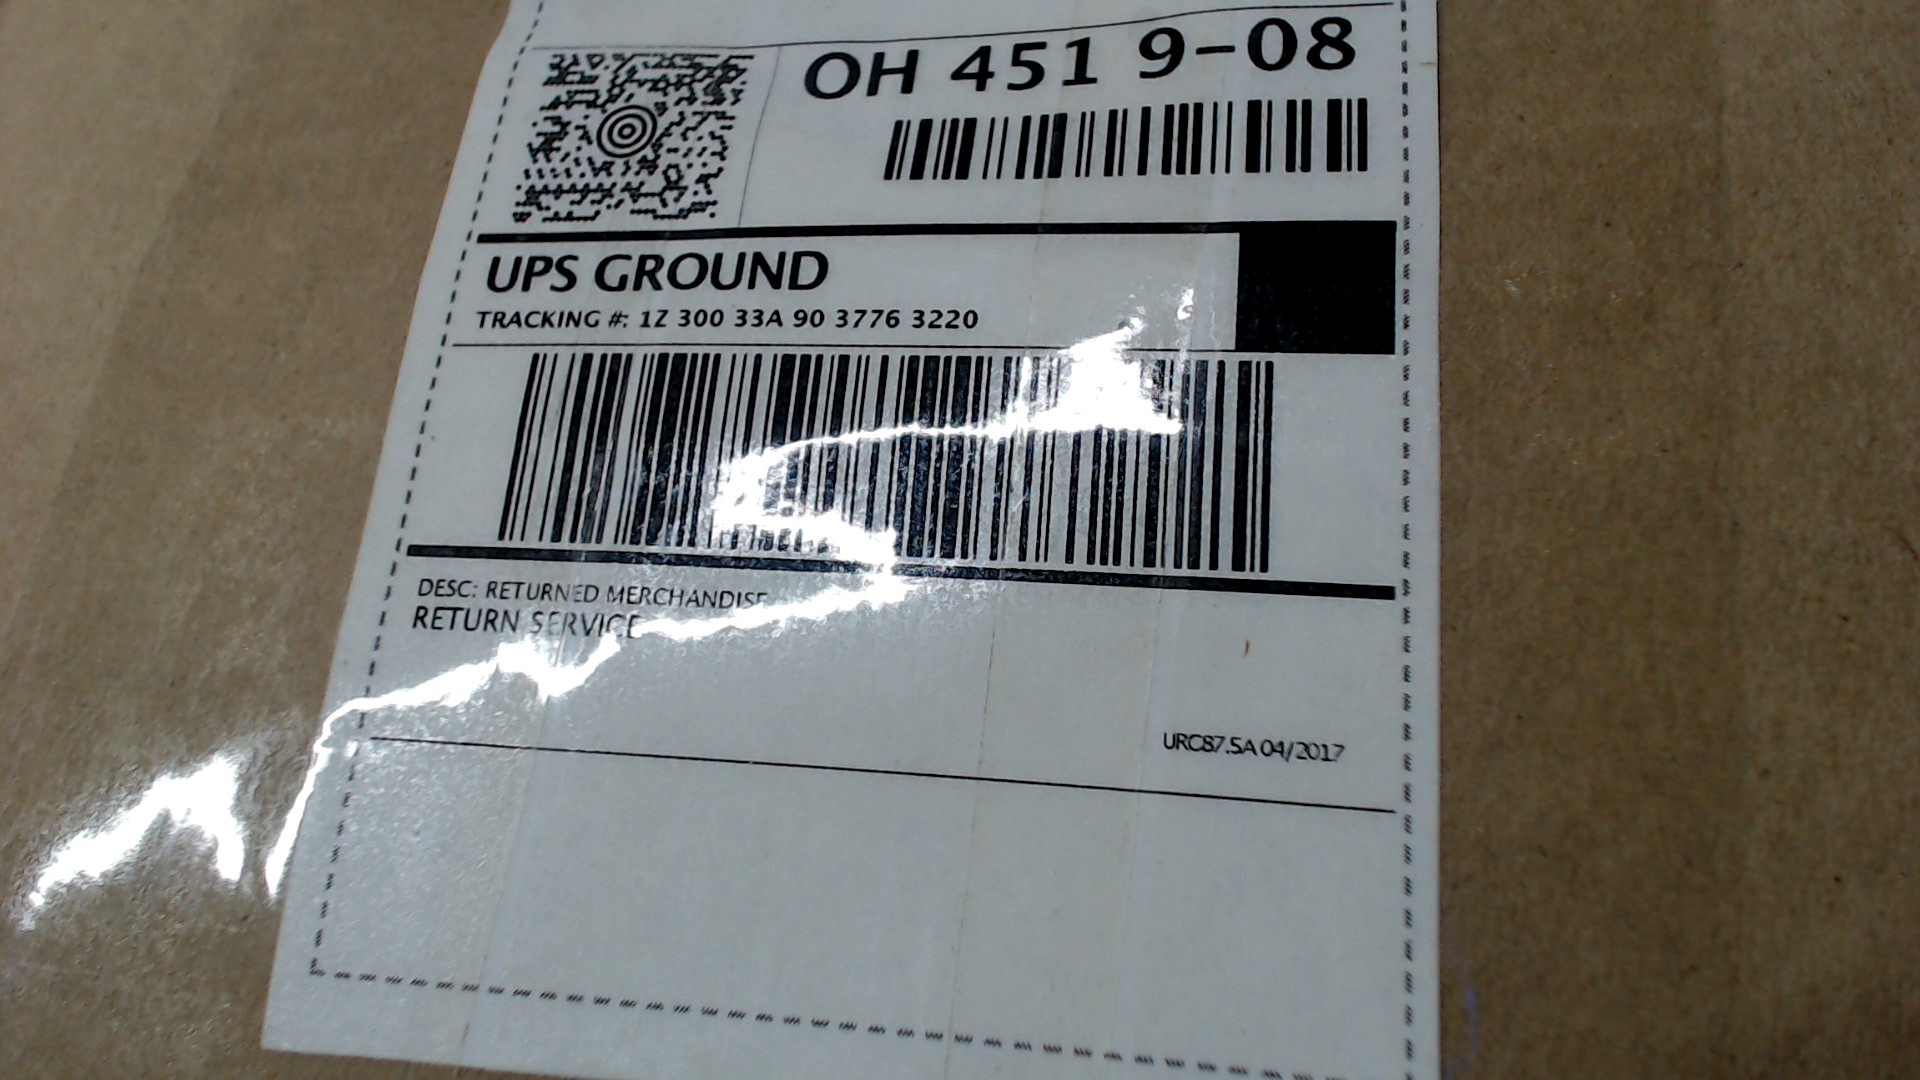 OH 451 9-08
UPS GROUND
TRACKING #: 1Z 300 33A 90 3776 3220
DESC: RETURNED MERCHANDISE
RETURN SERVICE
URC87.5A 04/2017